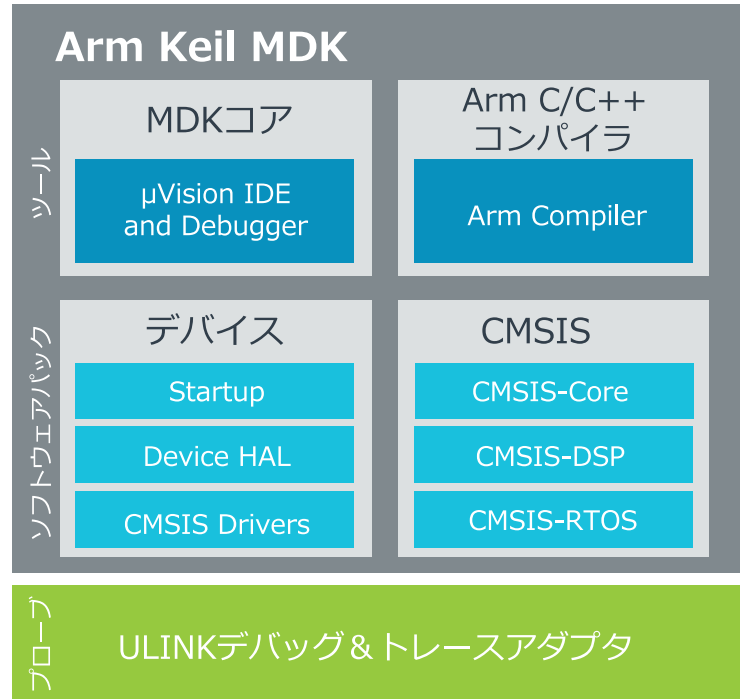 Arm Keil MDK
ツール
MDKコア
µVision IDE
and Debugger
Arm C/C++
コンパイラ
Arm Compiler
ソフトウェアパック
デバイス
Startup
Device HAL
CMSIS Drivers
CMSIS
CMSIS-Core
CMSIS-DSP
CMSIS-RTOS
プローブ
ULINKデバッグ&トレースアダプタ